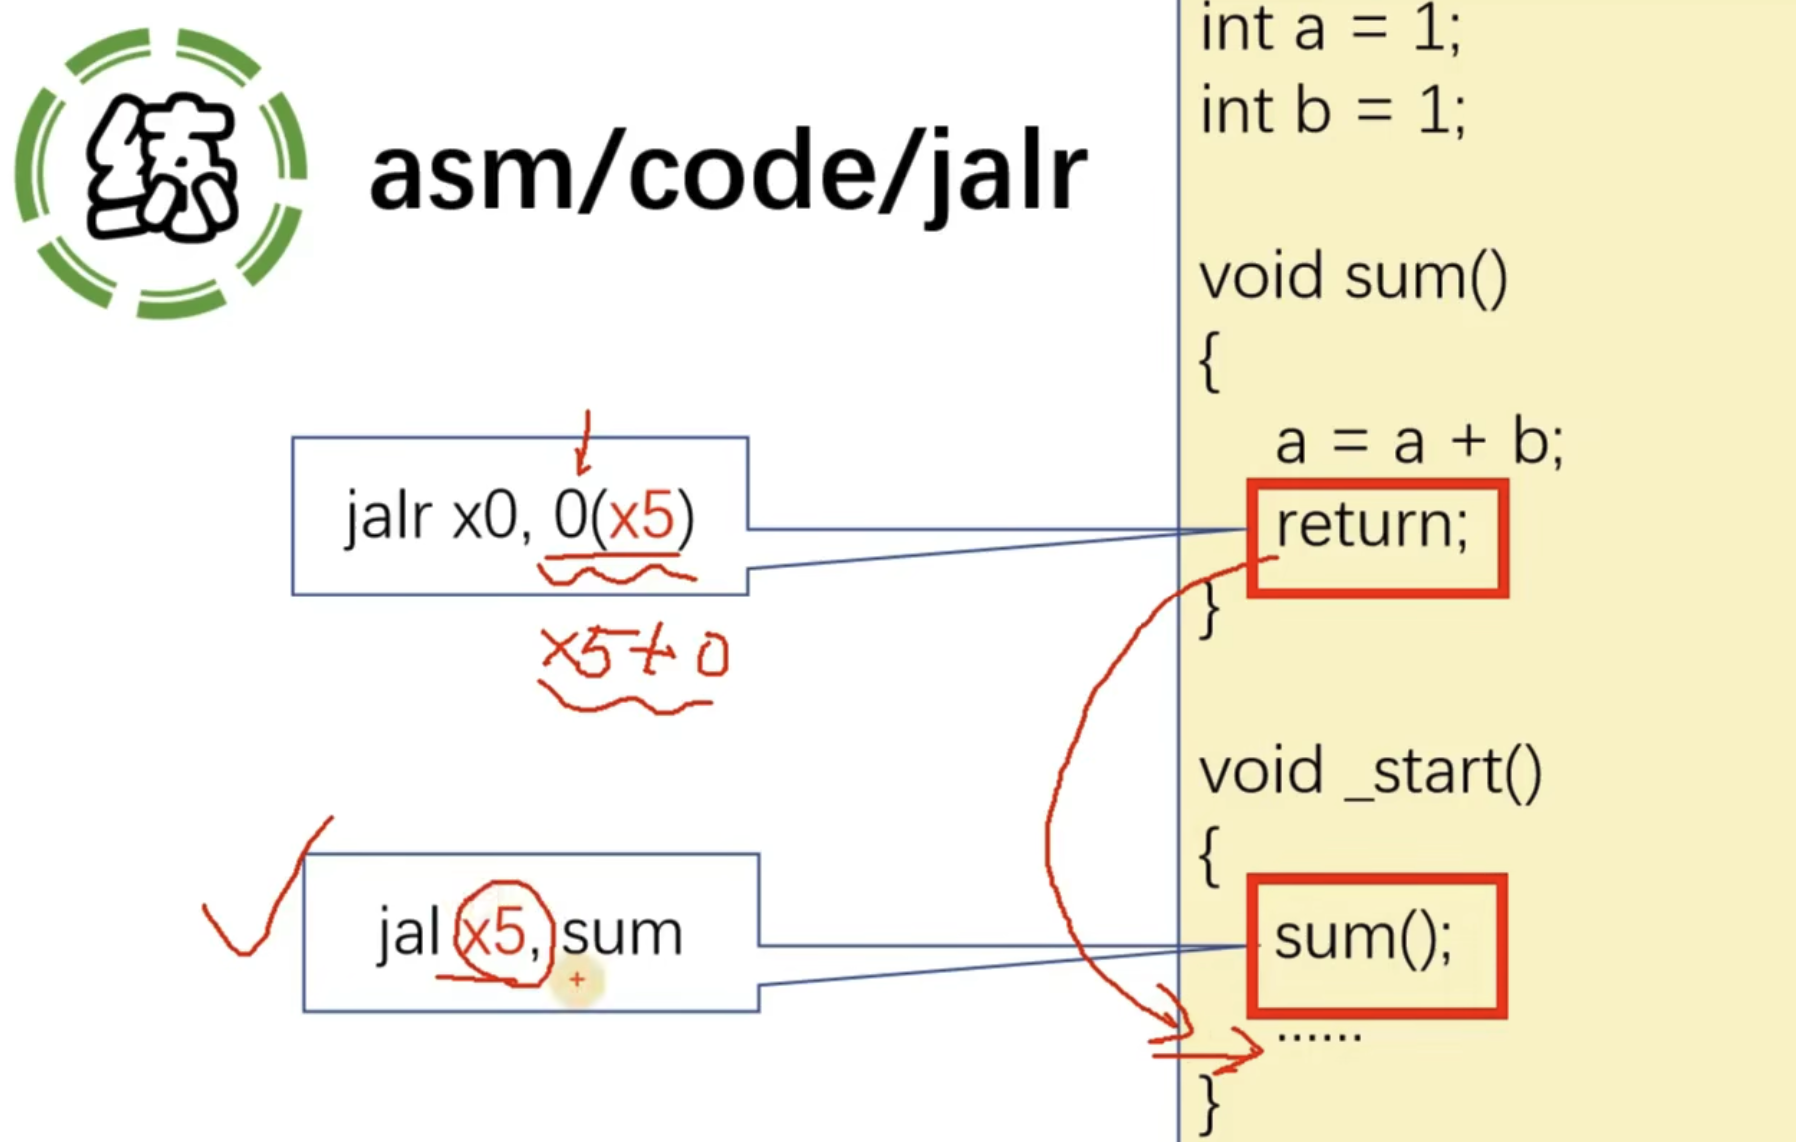 练
asm/code/jalr
jalr x0, 0(x5)
x5+0
jal x5, sum
int a = 1;
int b = 1;
void sum()
{
a = a + b;
return;
}
void _start()
{
sum();
......
}